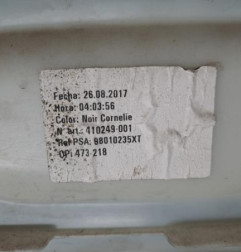 Fecha: 26.08.2017
Hora: 04:03:56
Color: Noir Cornelie
N° art.: 410249-001
Ref PSA: 98010235XT
OP: 473-218